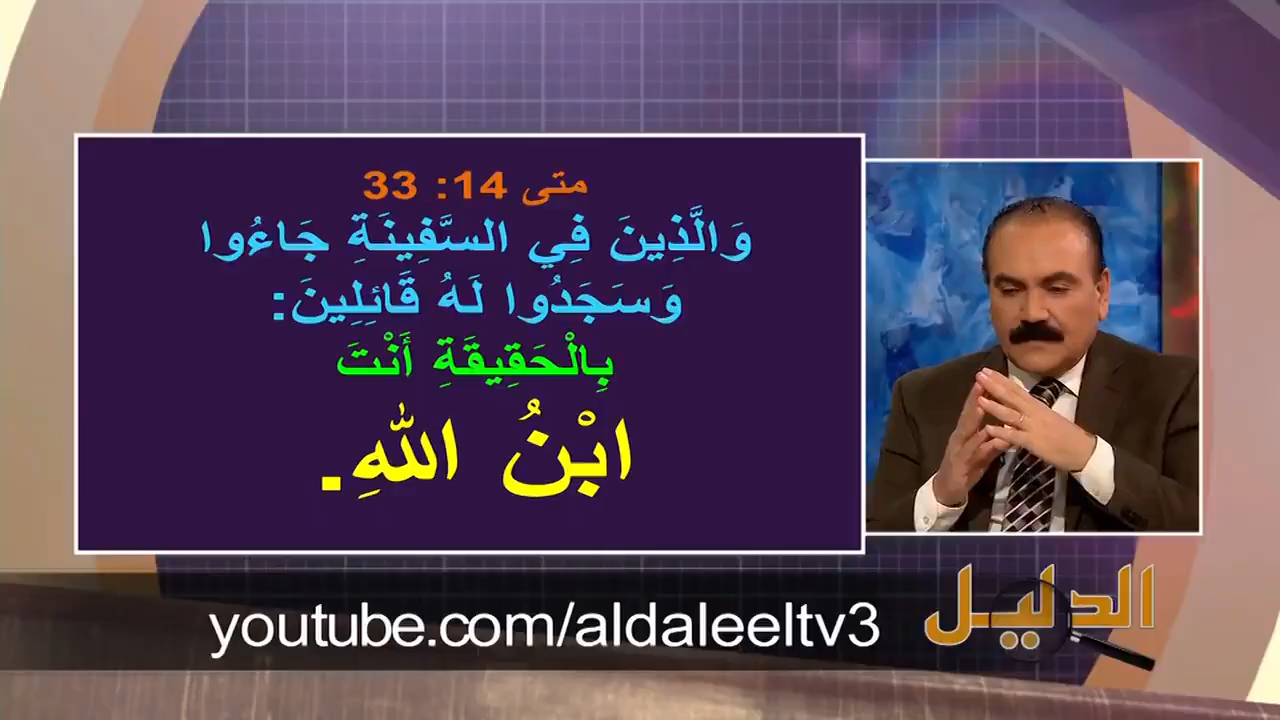 متى 14: 33
وَالَّذِينَ فِي السَّفِينَةِ جَاءُوا
وَسَجَدُوا لَهُ قَائِلِينَ:
بِالْحَقِيقَةِ أَنْتَ
ابْنُ اللهِ.
الدليل
youtube.com/aldaleeltv3